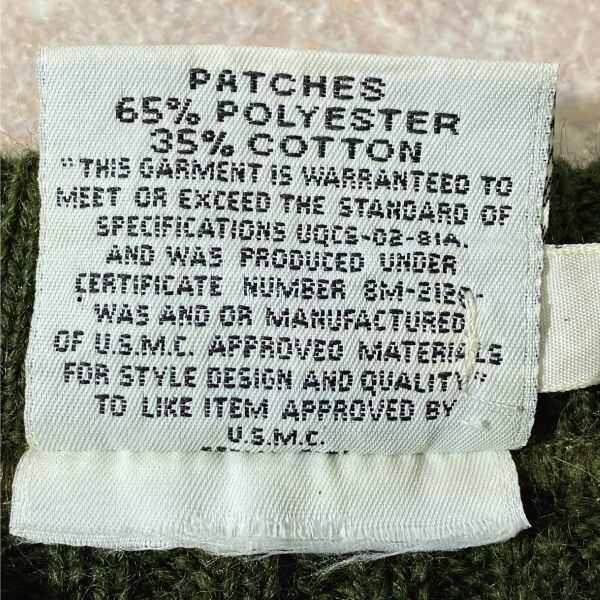 PATCHES
65% POLYESTER
35% COTTON
"THIS GARMENT IS WARRANTEED TO
MEET OR EXCEED THE STANDARD OF
SPECIFICATIONS UQCS-02-81A.
AND WAS PRODUCED UNDER
CERTIFICATE NUMBER
WAS AND OR MANUFACTURED
OF U.S.M.C. APPROVED MATERIALS
FOR STYLE DESIGN AND QUALITY"
TO LIKE ITEM APPROVED BY
U.S.M.C.